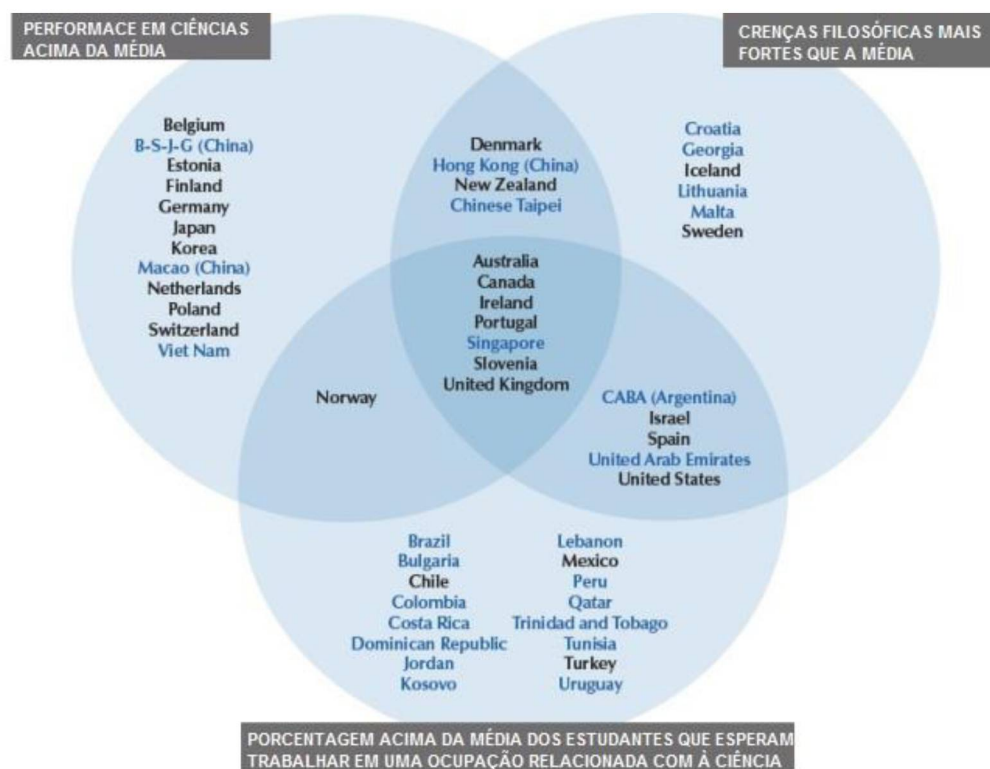 PERFORMACE EM CIÊNCIAS
ACIMA DA MÉDIA
CRENÇAS FILOSÓFICAS MAIS
FORTES QUE A MÉDIA
Belgium
B-S-J-G (China)
Estonia
Finland
Germany
Japan
Korea
Macao (China)
Netherlands
Poland
Switzerland
Viet Nam
Denmark
Hong Kong (China)
New Zealand
Chinese Taipei
Croatia
Georgia
Iceland
Lithuania
Malta
Sweden
Australia
Canada
Ireland
Portugal
Singapore
Slovenia
United Kingdom
Norway
CABA (Argentina)
Israel
Spain
United Arab Emirates
United States
Brazil
Bulgaria
Chile
Colombia
Costa Rica
Dominican Republic
Jordan
Kosovo
Lebanon
Mexico
Peru
Qatar
Trinidad and Tobago
Tunisia
Turkey
Uruguay
PORCENTAGEM ACIMA DA MÉDIA DOS ESTUDANTES QUE ESPERAM
TRABALHAR EM UMA OCUPAÇÃO RELACIONADA COM À CIÊNCIA